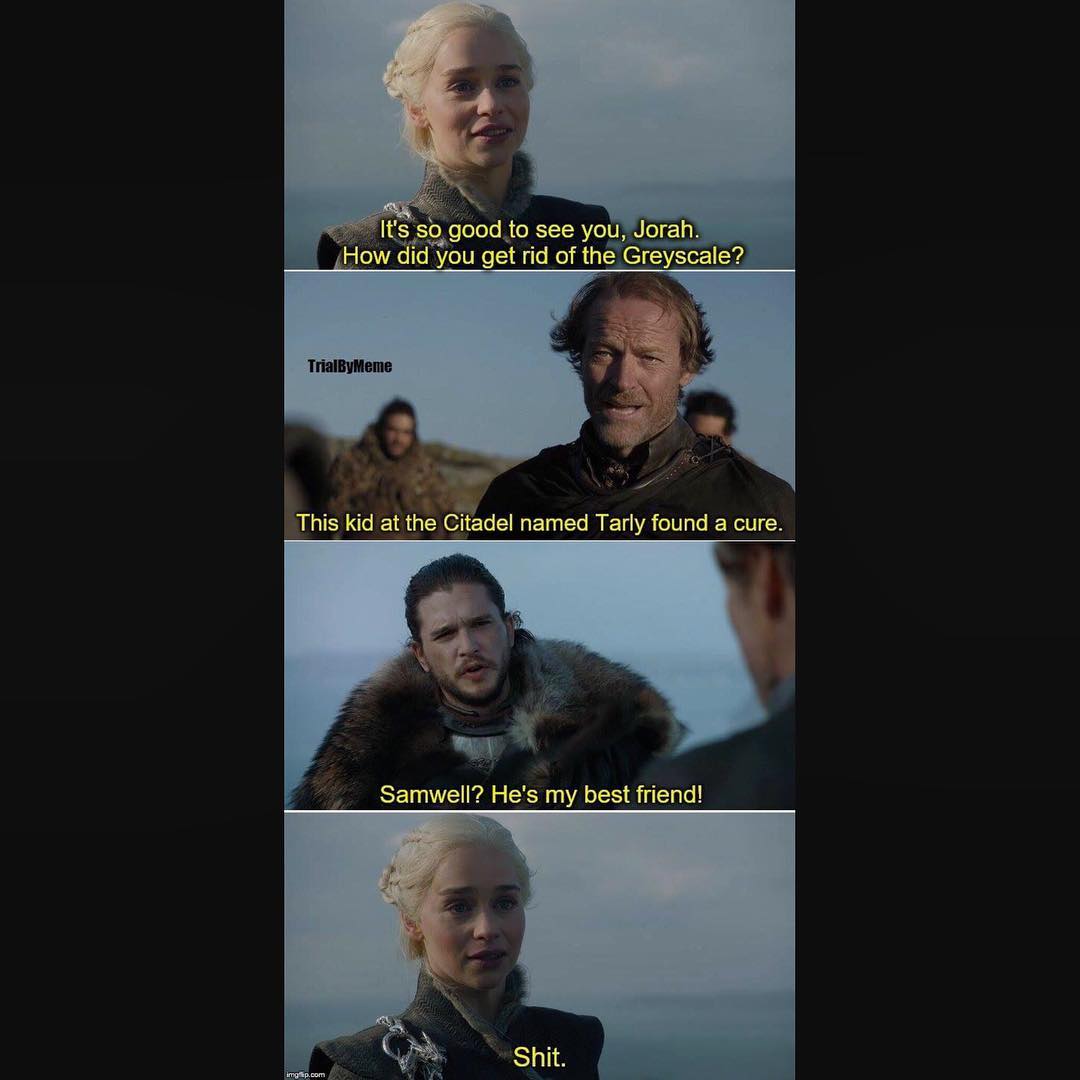 It's so good to see you, Jorah.
How did you get rid of the Greyscale?
TrialByMeme
This kid at the Citadel named Tarly found a cure.
Samwell? He's my best friend!
Shit.
imgflip.com